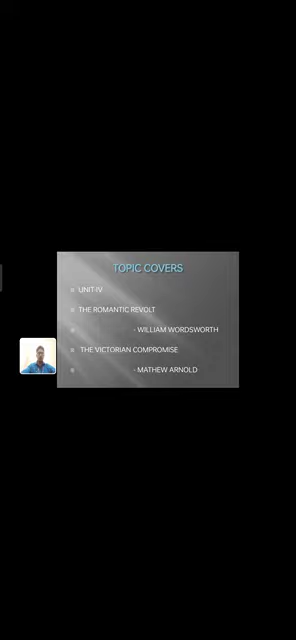 TOPIC COVERS
UNIT-IV
THE ROMANTIC REVOLT
- WILLIAM WORDSWORTH
THE VICTORIAN COMPROMISE
- MATHEW ARNOLD